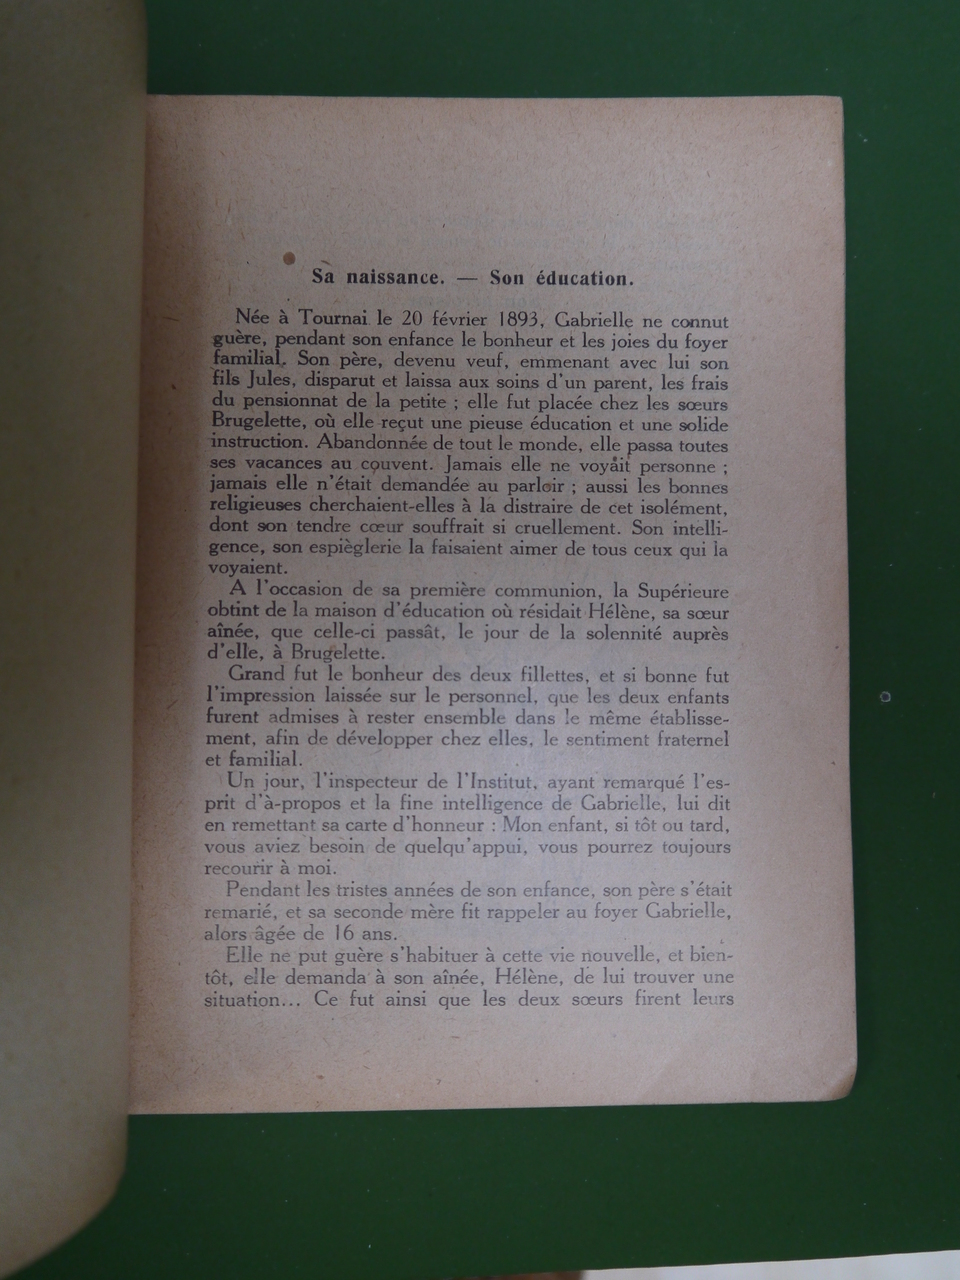 Sa naissance. — Son éducation.
Née à Tournai le 20 février 1893, Gabrielle ne connut
guère, pendant son enfance le bonheur et les joies du foyer
familial. Son père, devenu veuf, emmenant avec lui son
fils Jules, disparut et laissa aux soins d'un parent, les frais
du pensionnat de la petite ; elle fut placée chez les sœurs
Brugelette, où elle reçut une pieuse éducation et une solide
instruction. Abandonnée de tout le monde, elle passa toutes
ses vacances au couvent. Jamais elle ne voyait personne ;
jamais elle n'était demandée au parloir ; aussi les bonnes
religieuses cherchaient-elles à la distraire de cet isolément,
dont son tendre cœur souffrait si cruellement. Son intelli-
gence, son espièglerie la faisaient aimer de tous ceux qui la
voyaient.
A l'occasion de sa première communion, la Supérieure
obtint de la maison d'éducation où résidait Hélène, sa sœur
aînée, que celle-ci passât, le jour de la solennité auprès
d'elle, à Brugelette.
Grand fut le bonheur des deux fillettes, et si bonne fut
l'impression laissée sur le personnel, que les deux enfants
furent admises à rester ensemble dans le même établisse-
ment, afin de développer chez elles, le sentiment fraternel
et familial.
Un jour, l'inspecteur de l'Institut, ayant remarqué l'es-
prit d'à-propos et la fine intelligence de Gabrielle, lui dit
en remettant sa carte d'honneur : Mon enfant, si tôt ou tard,
vous aviez besoin de quelqu'appui, vous pourrez toujours
recourir à moi.
Pendant les tristes années de son enfance, son père s'était
remarié, et sa seconde mère fit rappeler au foyer Gabrielle,
alors âgée de 16 ans.
Elle ne put guère s'habituer à cette vie nouvelle, et bien-
tôt, elle demanda à son aînée, Hélène, de lui trouver une
situation... Ce fut ainsi que les deux sœurs firent leurs